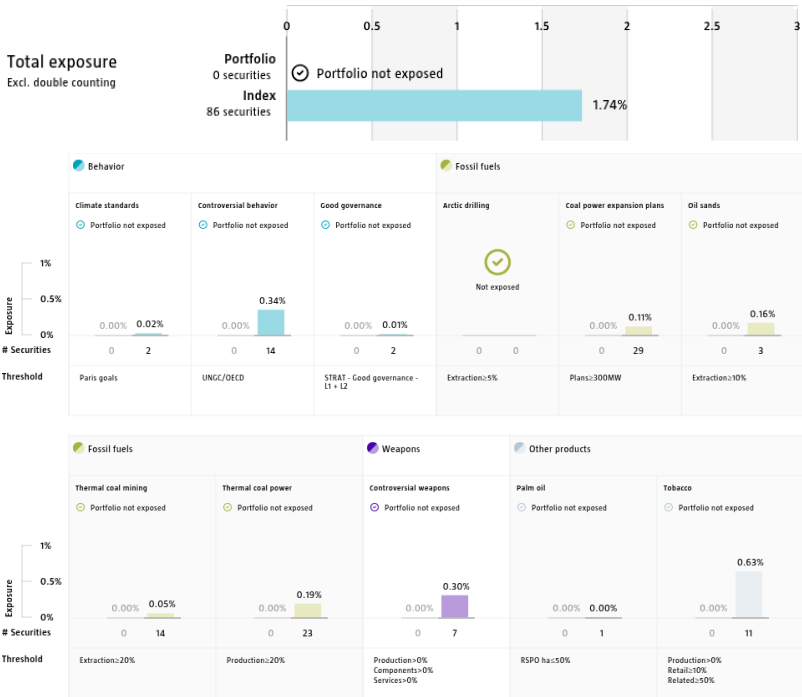 0 0.5 1 1.5 2 2.5 3
Total exposure
Excl. double counting
Portfolio
0 securities
Portfolio not exposed
Index
86 securities
1.74%
Behavior
Fossil fuels
Climate standards
Controversial behavior
Good governance
Arctic drilling
Coal power expansion plans
Oil sands
Portfolio not exposed
Portfolio not exposed
Portfolio not exposed
Portfolio not exposed
Portfolio not exposed
Not exposed
Exposure
1%
0.5%
0%
0.00% 0.02%
0.00% 0.34%
0.00% 0.01%
0.00% 0.11%
0.00% 0.16%
# Securities 0 2 0 14 0 2 0 0 0 29 0 3
Threshold
Paris goals
UNGC/OECD
STRAT - Good governance -
L1 + L2
Extraction≥5%
Plans≥300MW
Extraction≥10%
Fossil fuels
Weapons
Other products
Thermal coal mining
Thermal coal power
Controversial weapons
Palm oil
Tobacco
Portfolio not exposed
Portfolio not exposed
Portfolio not exposed
Portfolio not exposed
Portfolio not exposed
Exposure
1%
0.5%
0%
0.00% 0.05%
0.00% 0.19%
0.00% 0.30%
0.00% 0.00%
0.00% 0.63%
# Securities 0 14 0 23 0 7 0 1 0 11
Threshold
Extraction≥20%
Production≥20%
Production>0%
Components>0%
Services>0%
RSPO ha≤50%
Production>0%
Retail≥10%
Related≥50%